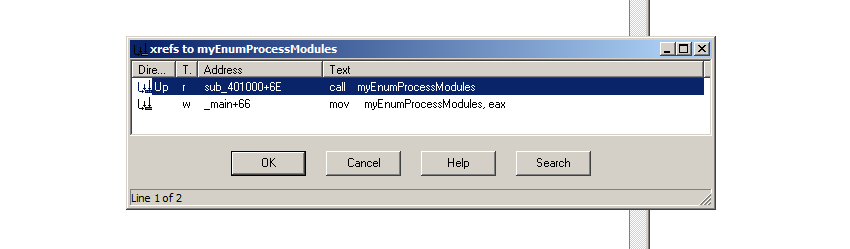 xrefs to myEnumProcessModules
Dire... T. Address Text
Up r sub_401000+6E call myEnumProcessModules
w _main+66 mov myEnumProcessModules, eax
OK Cancel Help Search
Line 1 of 2